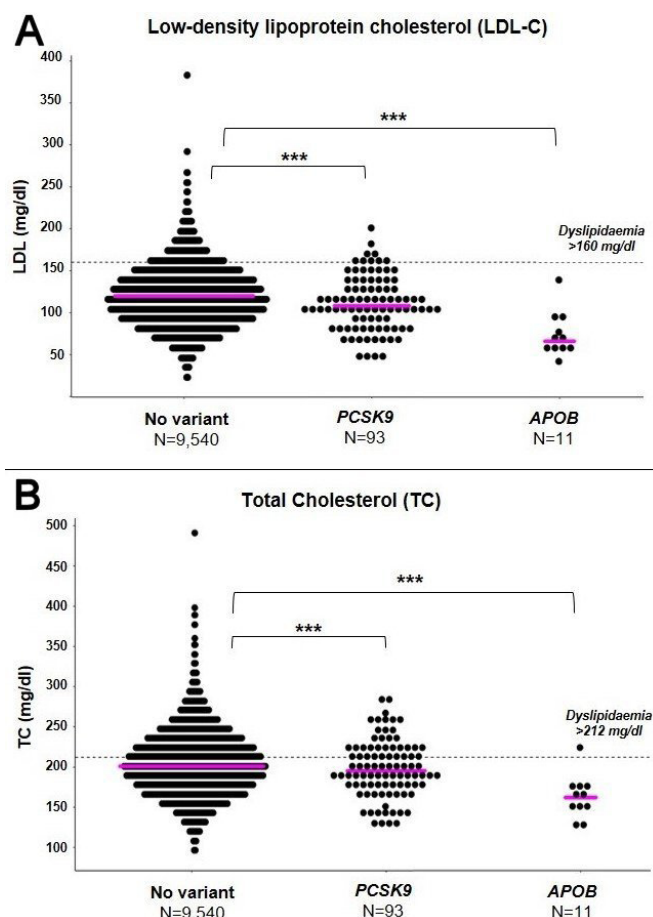 A
Low-density lipoprotein cholesterol (LDL-C)
LDL (mg/dl)
400
350
300
250
200
150
100
50
***
***
Dyslipidaemia
>160 mg/dl
No variant
N=9,540
PCSK9
N=93
APOB
N=11
B
Total Cholesterol (TC)
TC (mg/dl)
500
450
400
350
300
250
200
150
100
***
***
Dyslipidaemia
>212 mg/dl
No variant
N=9,540
PCSK9
N=93
APOB
N=11